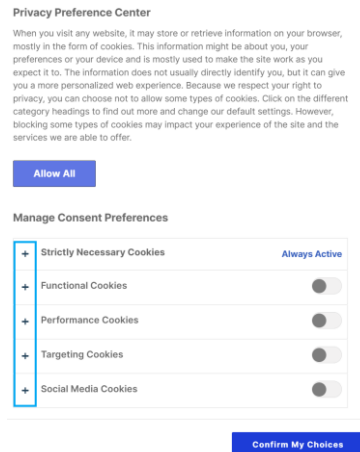 Privacy Preference Center
When you visit any website, it may store or retrieve information on your browser,
mostly in the form of cookies. This information might be about you, your
preferences or your device and is mostly used to make the site work as you
expect it to. The information does not usually directly identify you, but it can give
you a more personalized web experience. Because we respect your right to
privacy, you can choose not to allow some types of cookies. Click on the different
category headings to find out more and change our default settings. However,
blocking some types of cookies may impact your experience of the site and the
services we are able to offer.
Allow All
Manage Consent Preferences
+ Strictly Necessary Cookies Always Active
+ Functional Cookies
+ Performance Cookies
+ Targeting Cookies
+ Social Media Cookies
Confirm My Choices